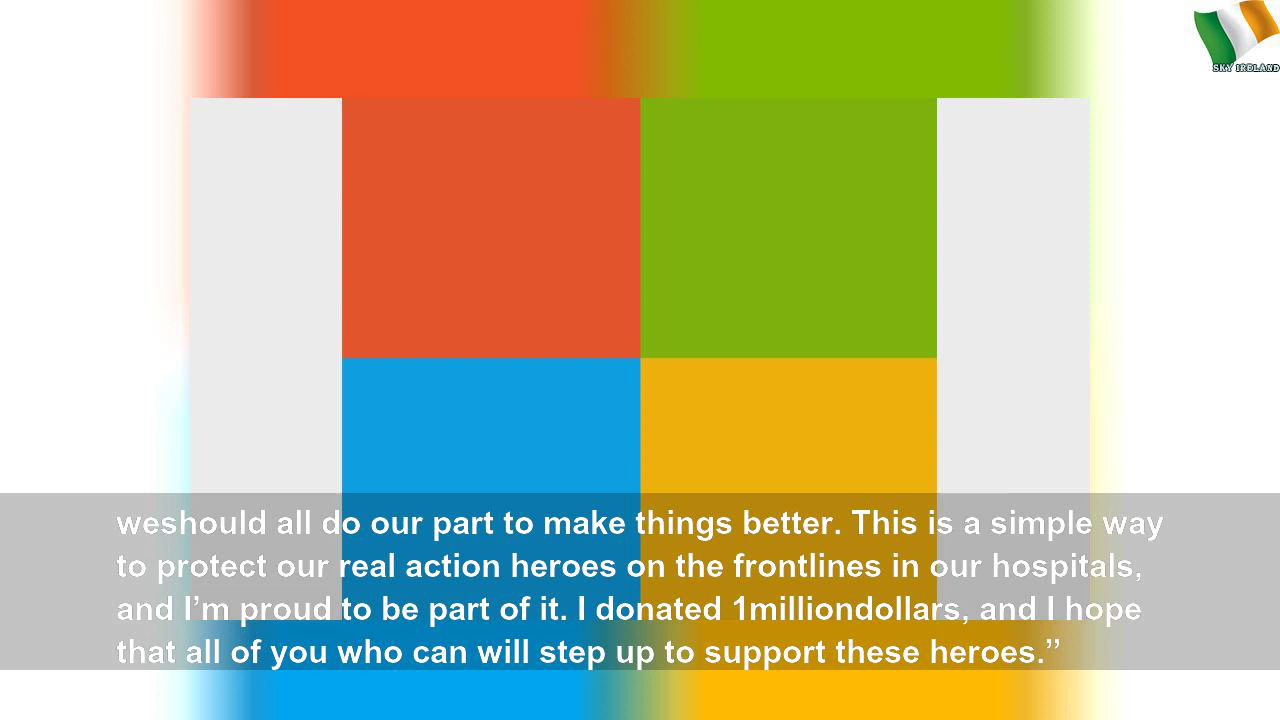 SKY IRELAND
weshould all do our part to make things better. This is a simple way
to protect our real action heroes on the frontlines in our hospitals,
and I’m proud to be part of it. I donated 1milliondollars, and I hope
that all of you who can will step up to support these heroes.”